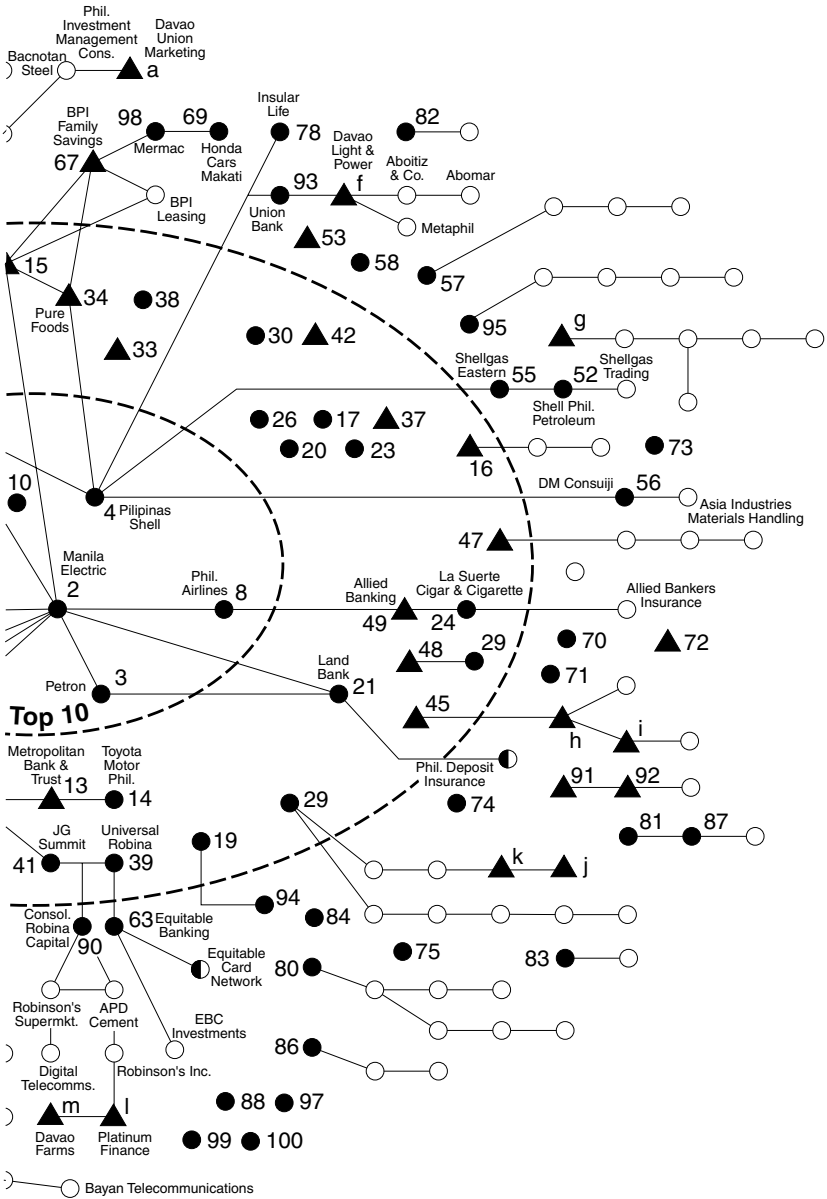 Phil.
Investment
Management
Cons.
Davao
Union
Marketing
Bacnotan
Steel
a
BPI
Family
Savings
67
98
Mermac
69
Honda
Cars
Makati
Insular
Life
78
82
BPI
Leasing
93
Union
Bank
Davao
Light &
Power
f
Aboitiz
& Co.
Abomar
Metaphil
53
58
57
15
34
Pure
Foods
38
33
30
42
95
g
Shellgas
Eastern
55
52
Shell Phil.
Petroleum
Shellgas
Trading
26
17
37
20
23
16
73
10
4
Pilipinas
Shell
DM Consuiji
56
Asia Industries
Materials Handling
47
Manila
Electric
2
Phil.
Airlines
8
Allied
Banking
49
La Suerte
Cigar & Cigarette
24
Allied Bankers
Insurance
48
29
70
72
71
Petron
3
Land
Bank
21
45
h
i
Top 10
Phil. Deposit
Insurance
91
92
Metropolitan
Bank &
Trust
13
Toyota
Motor
Phil.
14
29
74
81
87
JG
Summit
41
Universal
Robina
39
19
k
j
94
84
Consol.
Robina
Capital
90
63
Equitable
Banking
Equitable
Card
Network
75
83
80
Robinson's
Supermkt.
APD
Cement
EBC
Investments
86
Digital
Telecomms.
Robinson's Inc.
m
Davao
Farms
l
Platinum
Finance
88
97
99
100
Bayan Telecommunications